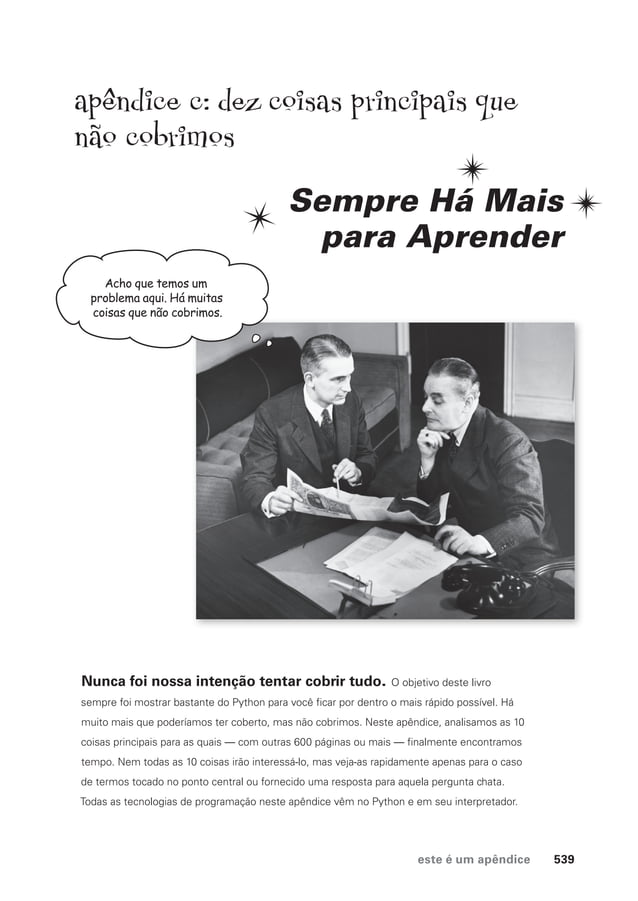 apêndice c: dez coisas principais que
não cobrimos
Sempre Há Mais
para Aprender
Acho que temos um
problema aqui. Há muitas
coisas que não cobrimos.
Nunca foi nossa intenção tentar cobrir tudo. O objetivo deste livro
sempre foi mostrar bastante do Python para você ficar por dentro o mais rápido possível. Há
muito mais que poderíamos ter coberto, mas não cobrimos. Neste apêndice, analisamos as 10
coisas principais para as quais — com outras 600 páginas ou mais — finalmente encontramos
tempo. Nem todas as 10 coisas irão interessá-lo, mas veja-as rapidamente apenas para o caso
de termos tocado no ponto central ou fornecido uma resposta para aquela pergunta chata.
Todas as tecnologias de programação neste apêndice vêm no Python e em seu interpretador.
este é um apêndice 539